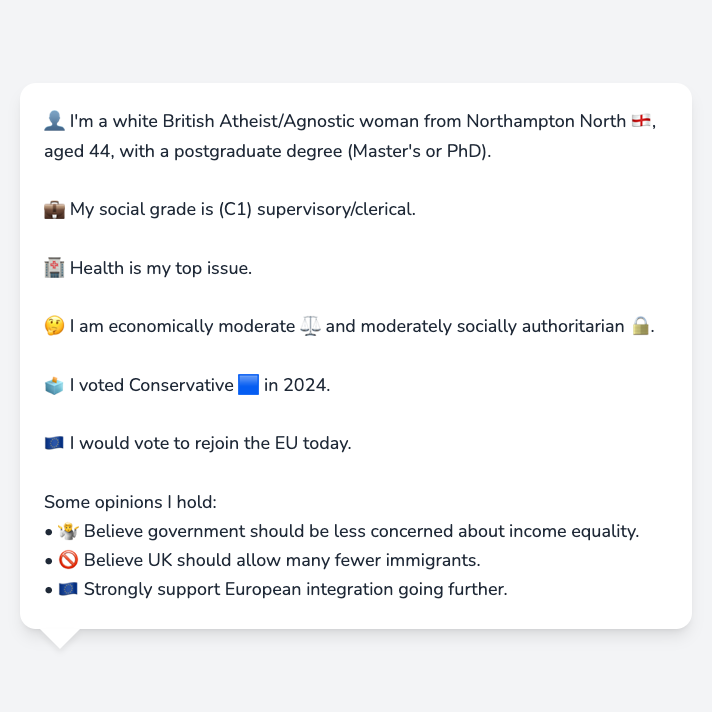 👤 I'm a white British Atheist/Agnostic woman from Northampton North 🏴󠁧󠁢󠁥󠁮󠁧󠁿,
aged 44, with a postgraduate degree (Master's or PhD).
💼 My social grade is (C1) supervisory/clerical.
🏥 Health is my top issue.
🤔 I am economically moderate ⚖️ and moderately socially authoritarian 🔒.
🗳️ I voted Conservative 🟦 in 2024.
🇪🇺 I would vote to rejoin the EU today.
Some opinions I hold:
• 🤷 Believe government should be less concerned about income equality.
• 🚫 Believe UK should allow many fewer immigrants.
• 🇪🇺 Strongly support European integration going further.